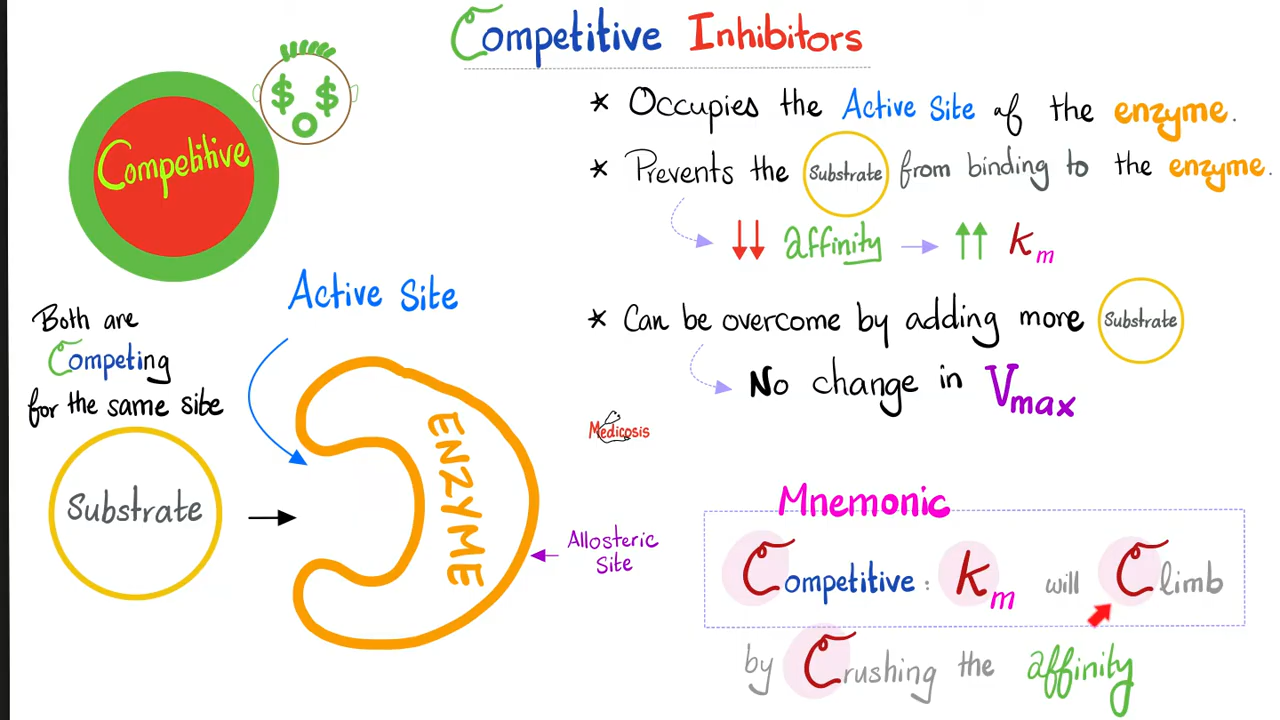 Competitive Inhibitors
Competitive
$ $
* Occupies the Active Site of the enzyme.
* Prevents the Substrate from binding to the enzyme.
↓↓ affinity → ↑↑ Km
* Can be overcome by adding more Substrate
No change in Vmax
Active Site
Both are
Competing
for the same site
Substrate
ENZYME
Allosteric
Site
Medicosis
Mnemonic
Competitive: Km will Climb
by Crushing the affinity